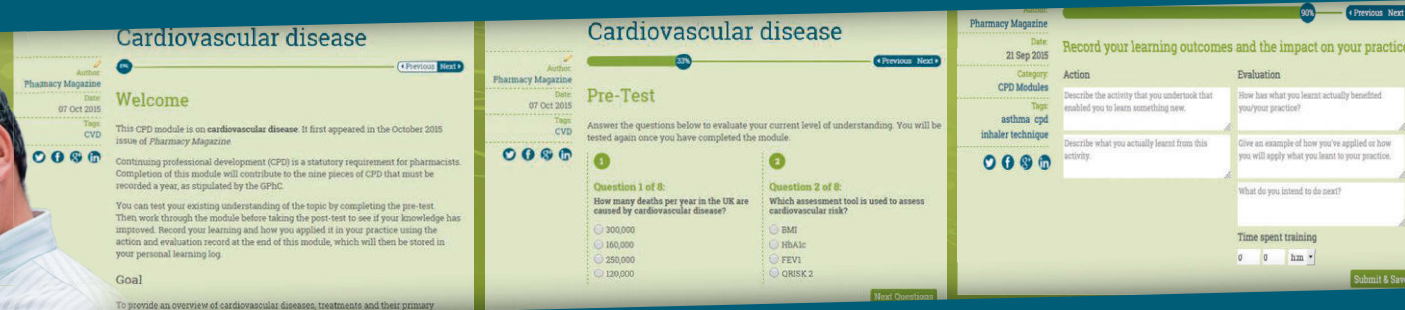 Cardiovascular disease
0%
Previous Next
Author:
Pharmacy Magazine
Date:
07 Oct 2015
Tags:
CVD
Welcome
This CPD module is on cardiovascular disease. It first appeared in the October 2015
issue of Pharmacy Magazine
Continuing professional development (CPD) is a statutory requirement for pharmacists.
Completion of this module will contribute to the nine pieces of CPD that must be
recorded a year, as stipulated by the GPhC.
You can test your existing understanding of the topic by completing the pre-test.
Then work through the module before taking the post-test to see if your knowledge has
improved. Record your learning and how you applied it in your practice using the
action and evaluation record at the end of this module, which will then be stored in
your personal learning log.
Goal
To provide an overview of cardiovascular diseases, treatments and their primary
Cardiovascular disease
33%
Previous Next
Author:
Pharmacy Magazine
Date:
07 Oct 2015
Tags:
CVD
Pre-Test
Answer the questions below to evaluate your current level of understanding. You will be
tested again once you have completed the module.
1
Question 1 of 8:
How many deaths per year in the UK are
caused by cardiovascular disease?
300,000
160,000
250,000
120,000
2
Question 2 of 8:
Which assessment tool is used to assess
cardiovascular risk?
BMI
HbA1c
FEV1
QRISK 2
Next Questions
Author:
Pharmacy Magazine
Date:
21 Sep 2015
Category:
CPD Modules
Tags:
asthma cpd
inhaler technique
90%
Previous Next
Record your learning outcomes and the impact on your practice
Action
Describe the activity that you undertook that
enabled you to learn something new.
Describe what you actually learnt from this
activity.
Evaluation
How has what you learnt actually benefited
you/your practice?
Give an example of how you've applied or how
you will apply what you leant to your practice.
What do you intend to do next?
Time spent training
0 0 hm
Submit & Save